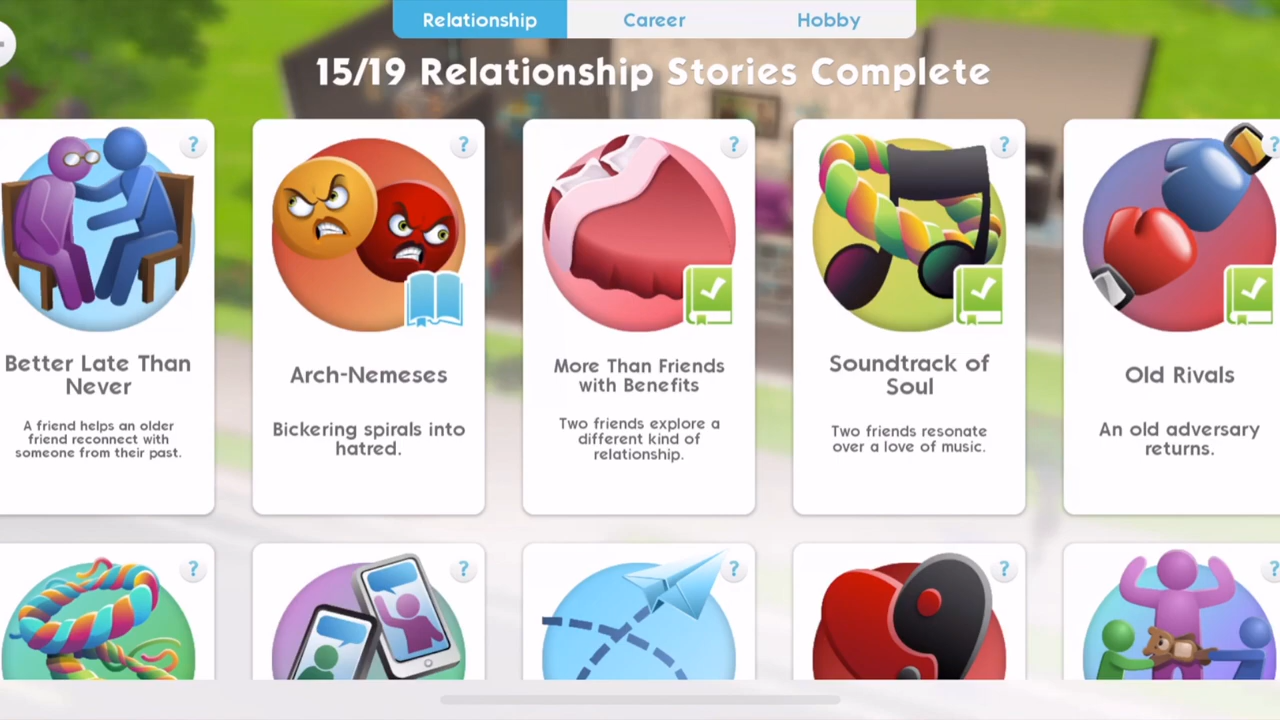 Relationship
Career
Hobby
15/19 Relationship Stories Complete
?
?
?
?
?
Better Late Than
Never
A friend helps an older
friend reconnect with
someone from their past.
Arch-Nemeses
Bickering spirals into
hatred.
More Than Friends
with Benefits
Two friends explore a
different kind of
relationship.
Soundtrack of
Soul
Two friends resonate
over a love of music.
Old Rivals
An old adversary
returns.
?
?
?
?
?